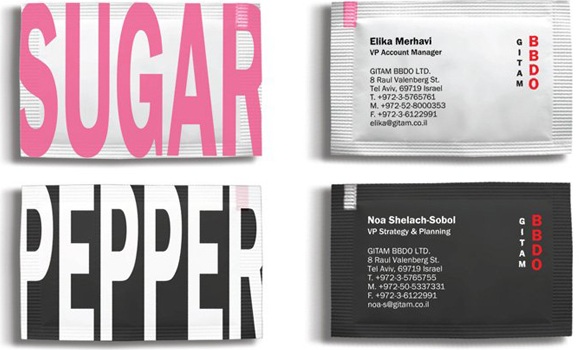 SUGAR
Elika Merhavi
VP Account Manager
GITAM BBDO
GITAM BBDO LTD.
8 Raul Valenberg St.
Tel Aviv, 69719 Israel
T. +972-3-5765761
M. +972-52-8000353
F. +972-3-6122991
elika@gitam.co.il
PEPPER
Noa Shelach-Sobol
VP Strategy & Planning
GITAM BBDO
GITAM BBDO LTD.
8 Raul Valenberg St.
Tel Aviv, 69719 Israel
T. +972-3-5765755
M. +972-50-5337331
F. +972-3-6122991
noa-s@gitam.co.il